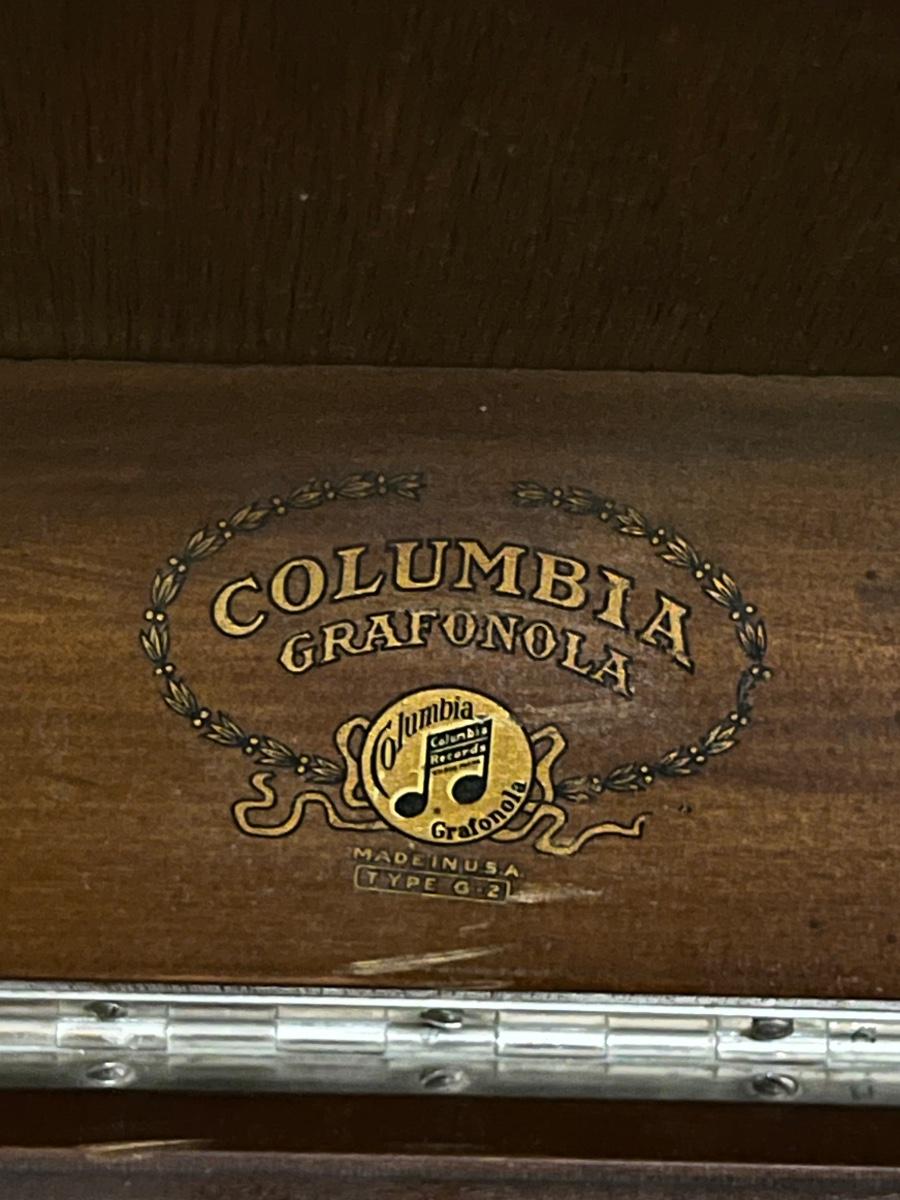 COLUMBIA
GRAFONOLA
Columbia
Columbia
Records
Grafonola
MADE IN U.S.A.
TYPE G-2